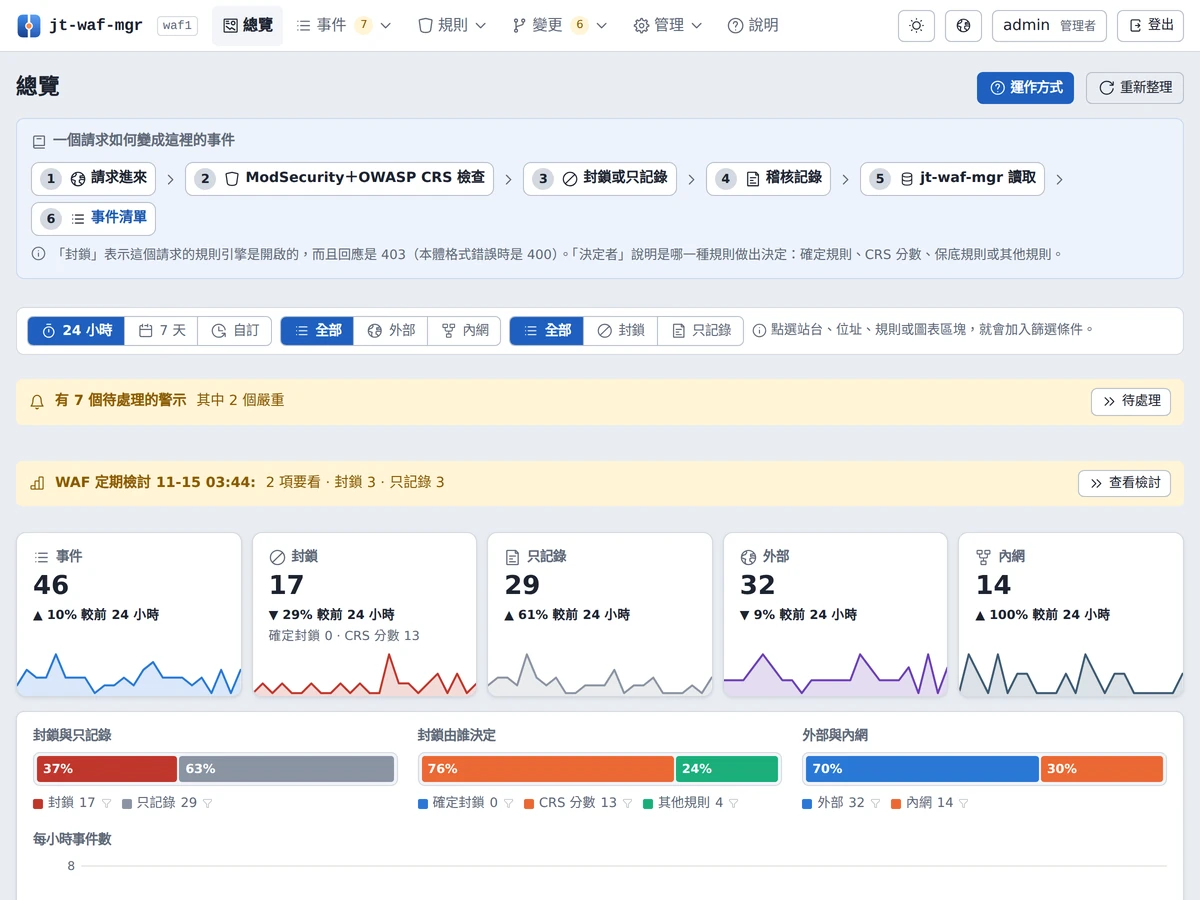 jt-waf-mgr waf1 總覽 事件 7 規則 變更 6 管理 說明 admin 管理者 登出
總覽 運作方式 重新整理
一個請求如何變成這裡的事件
1 請求進來 2 ModSecurity＋OWASP CRS 檢查 3 封鎖或只記錄 4 稽核記錄 5 jt-waf-mgr 讀取
6 事件清單
「封鎖」表示這個請求的規則引擎是開啟的，而且回應是 403（本體格式錯誤時是 400）。「決定者」說明是哪一種規則做出決定：確定規則、CRS 分數、保底規則或其他規則。
24 小時 7 天 自訂 全部 外部 內網 全部 封鎖 只記錄 點選站台、位址、規則或圖表區塊，就會加入篩選條件。
有 7 個待處理的警示 其中 2 個嚴重 待處理
WAF 定期檢討 11-15 03:44: 2 項要看 · 封鎖 3 · 只記錄 3 查看檢討
事件 封鎖 只記錄 外部 內網
46 17 29 32 14
▲ 10% 較前 24 小時 ▼ 29% 較前 24 小時 ▲ 61% 較前 24 小時 ▼ 9% 較前 24 小時 ▲ 100% 較前 24 小時
確定封鎖 0 · CRS 分數 13
封鎖與只記錄 封鎖由誰決定 外部與內網
37% 63% 76% 24% 70% 30%
封鎖 17 只記錄 29 確定封鎖 0 CRS 分數 13 其他規則 4 外部 32 內網 14
每小時事件數
8